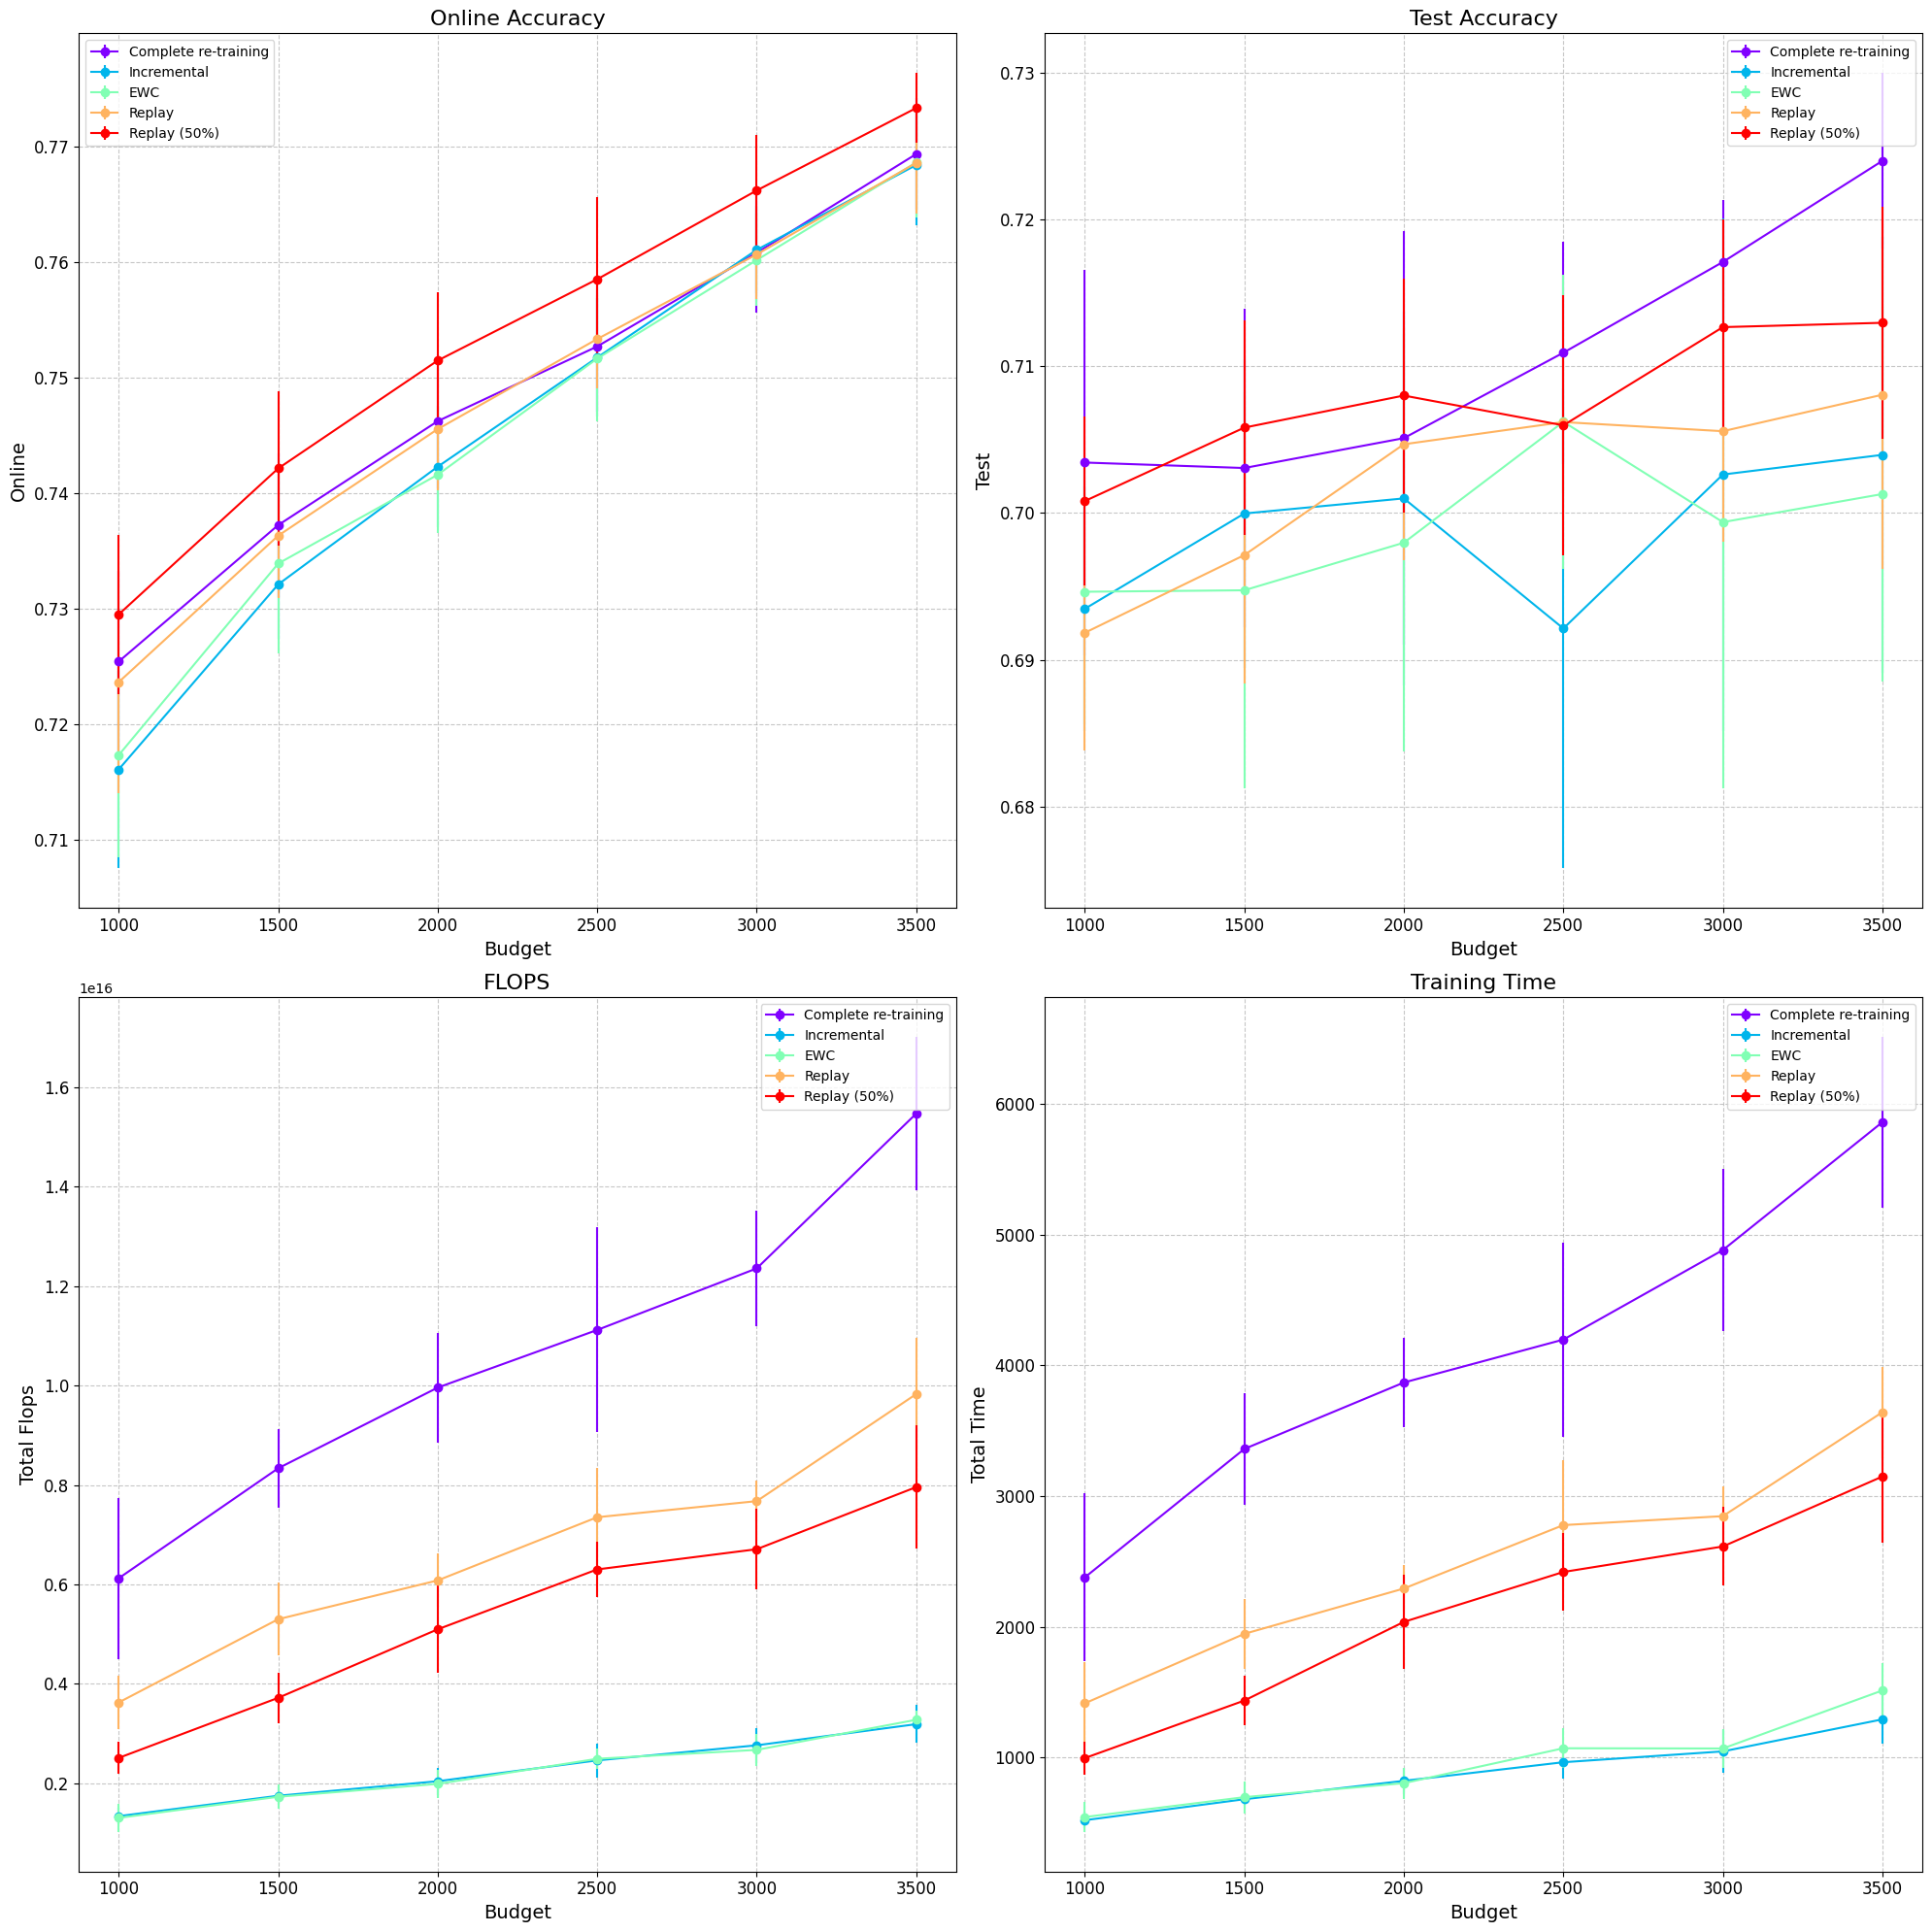 Online Accuracy
Complete re-training
Incremental
EWC
Replay
Replay (50%)
0.77
0.76
0.75
0.74
0.73
0.72
0.71
Online
1000 1500 2000 2500 3000 3500
Budget
Test Accuracy
Complete re-training
Incremental
EWC
Replay
Replay (50%)
0.73
0.72
0.71
0.70
0.69
0.68
Test
1000 1500 2000 2500 3000 3500
Budget
FLOPS
1e16
Complete re-training
Incremental
EWC
Replay
Replay (50%)
1.6
1.4
1.2
1.0
0.8
0.6
0.4
0.2
Total Flops
1000 1500 2000 2500 3000 3500
Budget
Training Time
Complete re-training
Incremental
EWC
Replay
Replay (50%)
6000
5000
4000
3000
2000
1000
Total Time
1000 1500 2000 2500 3000 3500
Budget